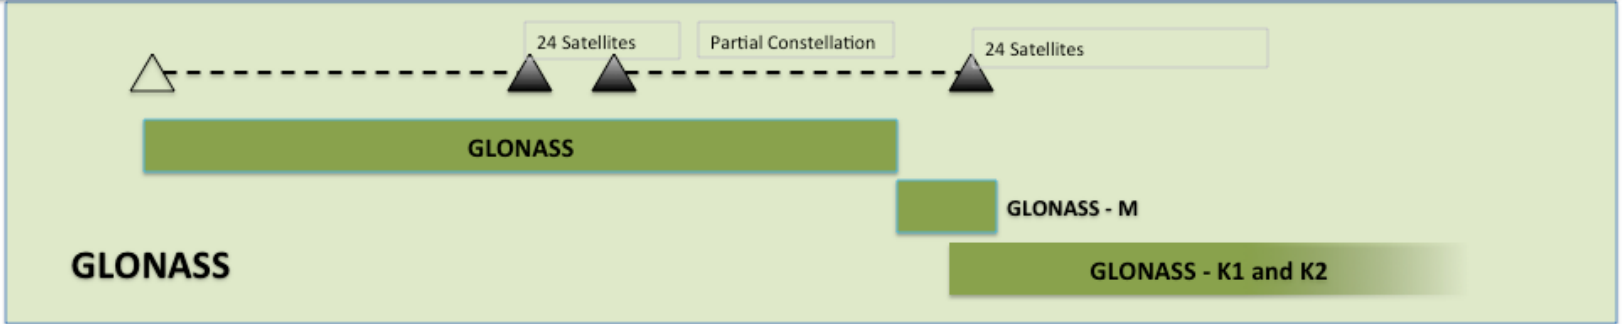 24 Satellites
Partial Constellation
24 Satellites
GLONASS
GLONASS - M
GLONASS
GLONASS - K1 and K2